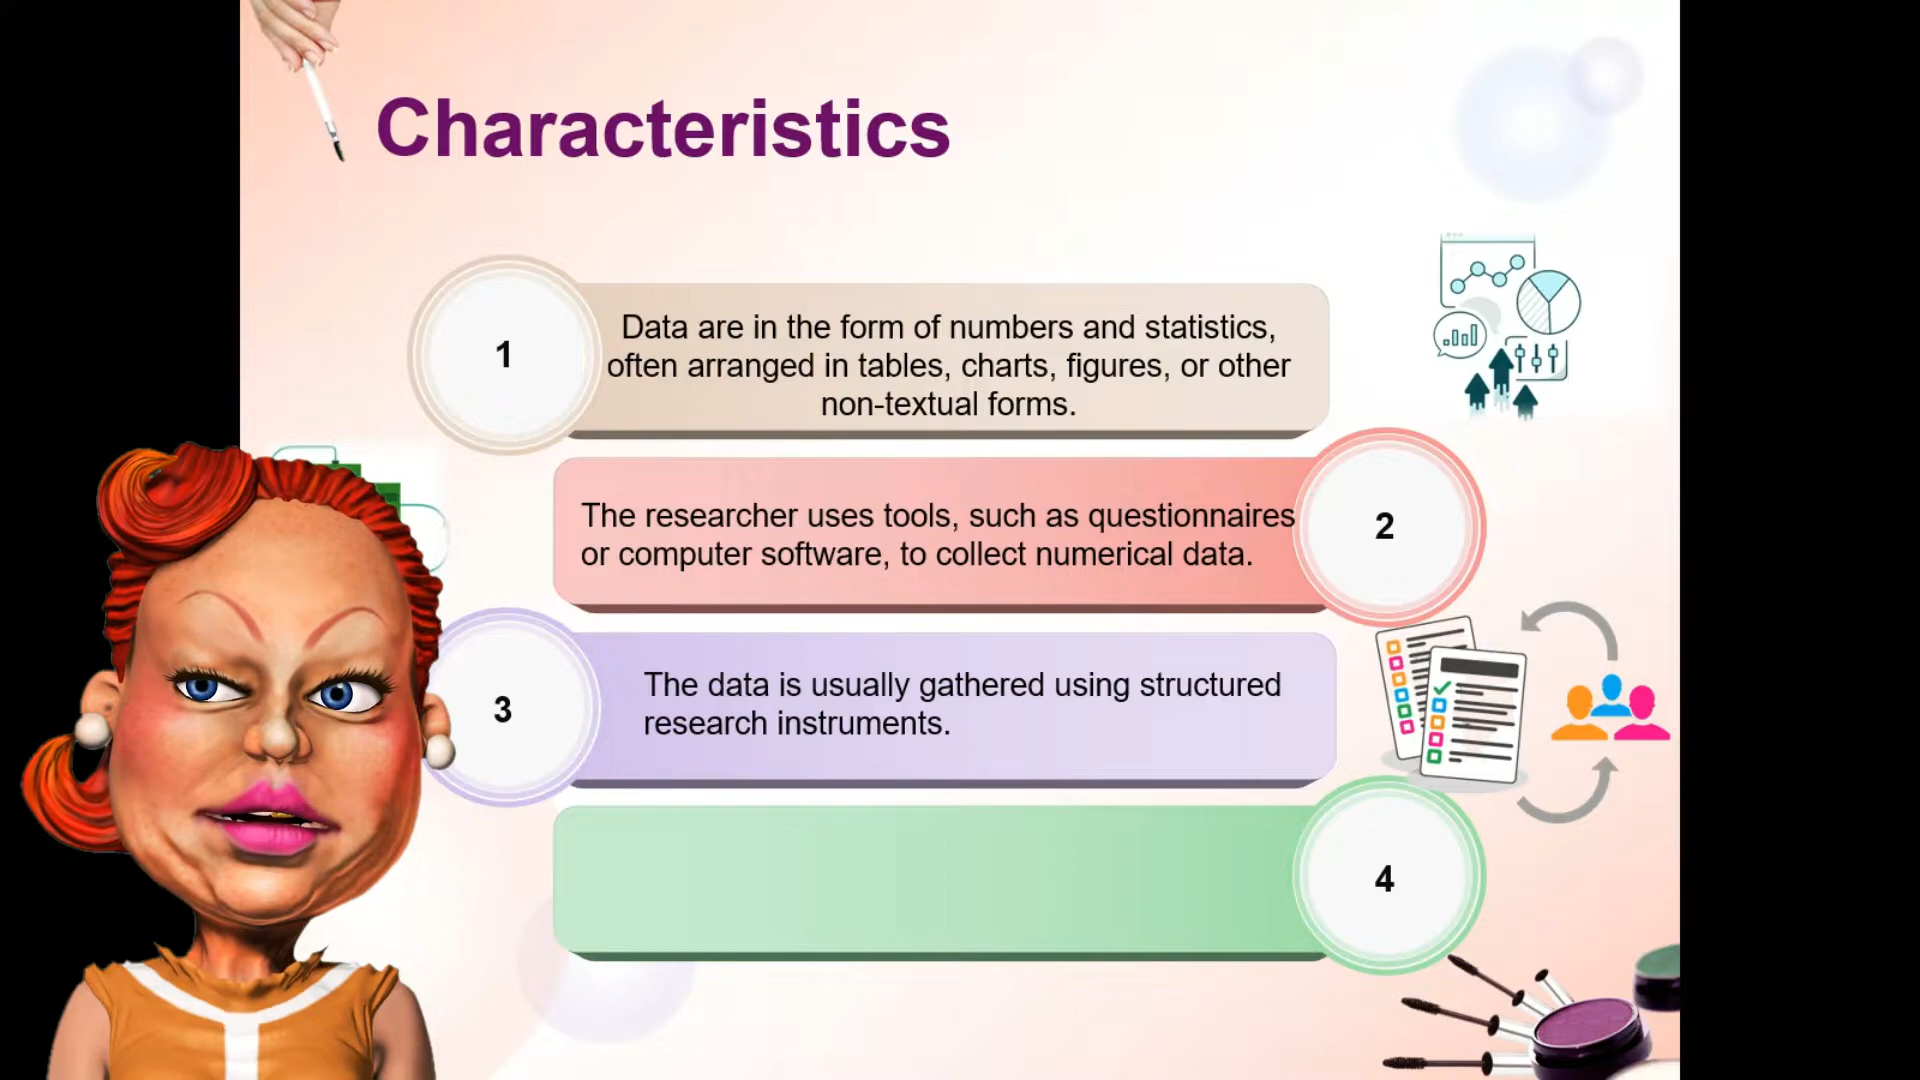 Characteristics
1
Data are in the form of numbers and statistics,
often arranged in tables, charts, figures, or other
non-textual forms.
The researcher uses tools, such as questionnaires
or computer software, to collect numerical data.
2
3
The data is usually gathered using structured
research instruments.
4